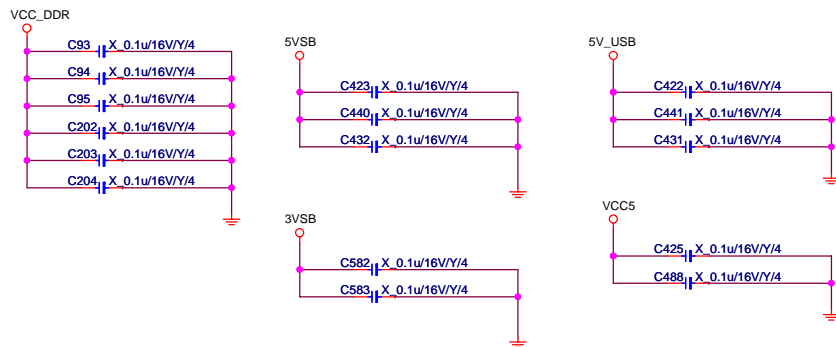 VCC_DDR
C93 X_0.1u/16V/Y/4
C94 X_0.1u/16V/Y/4
C95 X_0.1u/16V/Y/4
C202 X_0.1u/16V/Y/4
C203 X_0.1u/16V/Y/4
C204 X_0.1u/16V/Y/4
5VSB
C423 X_0.1u/16V/Y/4
C440 X_0.1u/16V/Y/4
C432 X_0.1u/16V/Y/4
5V_USB
C422 X_0.1u/16V/Y/4
C441 X_0.1u/16V/Y/4
C431 X_0.1u/16V/Y/4
3VSB
C582 X_0.1u/16V/Y/4
C583 X_0.1u/16V/Y/4
VCC5
C425 X_0.1u/16V/Y/4
C488 X_0.1u/16V/Y/4